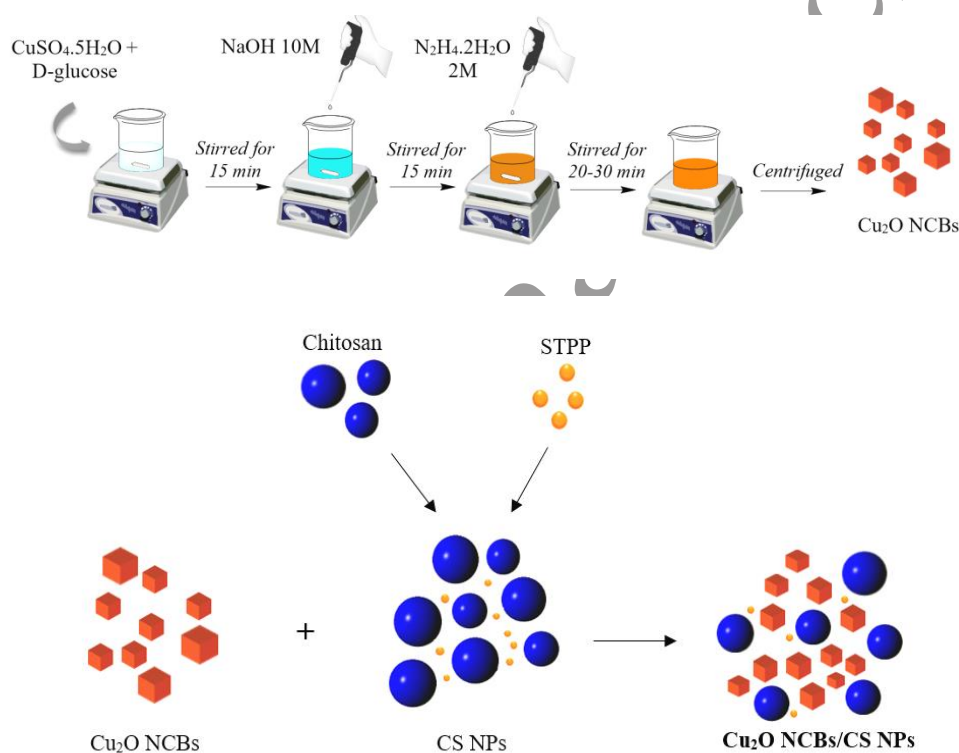 CuSO₄.5H₂O +
D-glucose
NaOH 10M
N₂H₄.2H₂O
2M
Stirred for
15 min
Stirred for
15 min
Stirred for
20-30 min
Centrifuged
Cu₂O NCBs
Chitosan
STPP
+
Cu₂O NCBs
CS NPs
Cu₂O NCBs/CS NPs